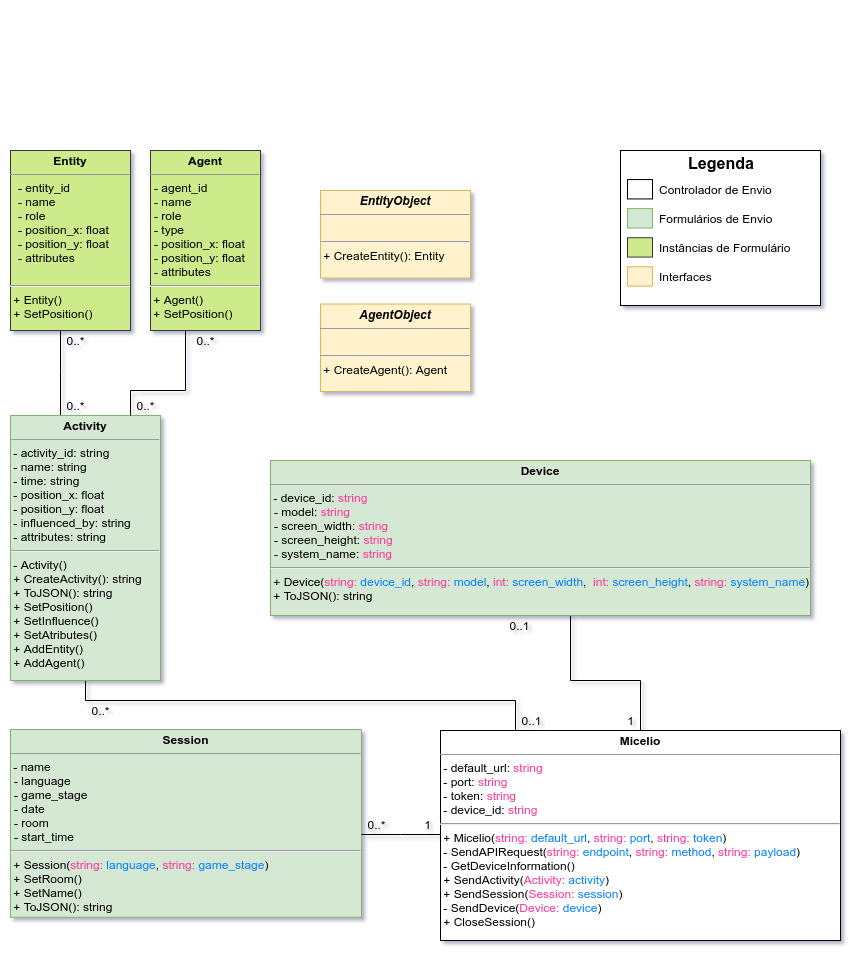 Entity
- entity_id
- name
- role
- position_x: float
- position_y: float
- attributes
+ Entity()
+ SetPosition()
Agent
- agent_id
- name
- role
- type
- position_x: float
- position_y: float
- attributes
+ Agent()
+ SetPosition()
EntityObject
+ CreateEntity(): Entity
AgentObject
+ CreateAgent(): Agent
Legenda
Controlador de Envio
Formulários de Envio
Instâncias de Formulário
Interfaces
0..*
0..*
0..*
0..*
Activity
- activity_id: string
- name: string
- time: string
- position_x: float
- position_y: float
- influenced_by: string
- attributes: string
- Activity()
+ CreateActivity(): string
+ ToJSON(): string
+ SetPosition()
+ SetInfluence()
+ SetAtributes()
+ AddEntity()
+ AddAgent()
Device
- device_id: string
- model: string
- screen_width: string
- screen_height: string
- system_name: string
+ Device(string: device_id, string: model, int: screen_width, int: screen_height, string: system_name)
+ ToJSON(): string
0..1
1
0..*
0..1
Session
- name
- language
- game_stage
- date
- room
- start_time
+ Session(string: language, string: game_stage)
+ SetRoom()
+ SetName()
+ ToJSON(): string
0..*
1
Micelio
- default_url: string
- port: string
- token: string
- device_id: string
+ Micelio(string: default_url, string: port, string: token)
- SendAPIRequest(string: endpoint, string: method, string: payload)
- GetDeviceInformation()
+ SendActivity(Activity: activity)
+ SendSession(Session: session)
- SendDevice(Device: device)
+ CloseSession()